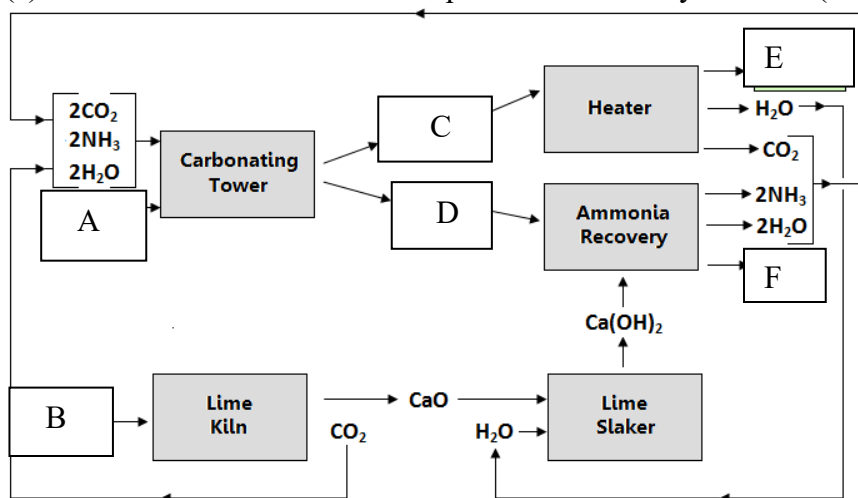 E
2CO₂
2NH₃
2H₂O
C
Heater
H₂O
CO₂
Carbonating
Tower
A
D
Ammonia
Recovery
2NH₃
2H₂O
F
Ca(OH)₂
B
Lime
Kiln
CaO
CO₂
H₂O
Lime
Slaker